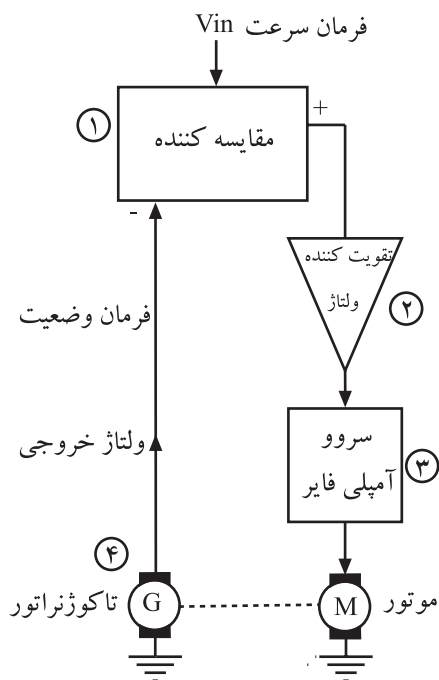 فرمان سرعت Vin
+
۱
مقایسه کننده
-
تقویت کننده
ولتاژ
۲
فرمان وضعیت
ولتاژ خروجی
سروو
آمپلی فایر
۳
۴
تاکوژنراتور
G
M
موتور